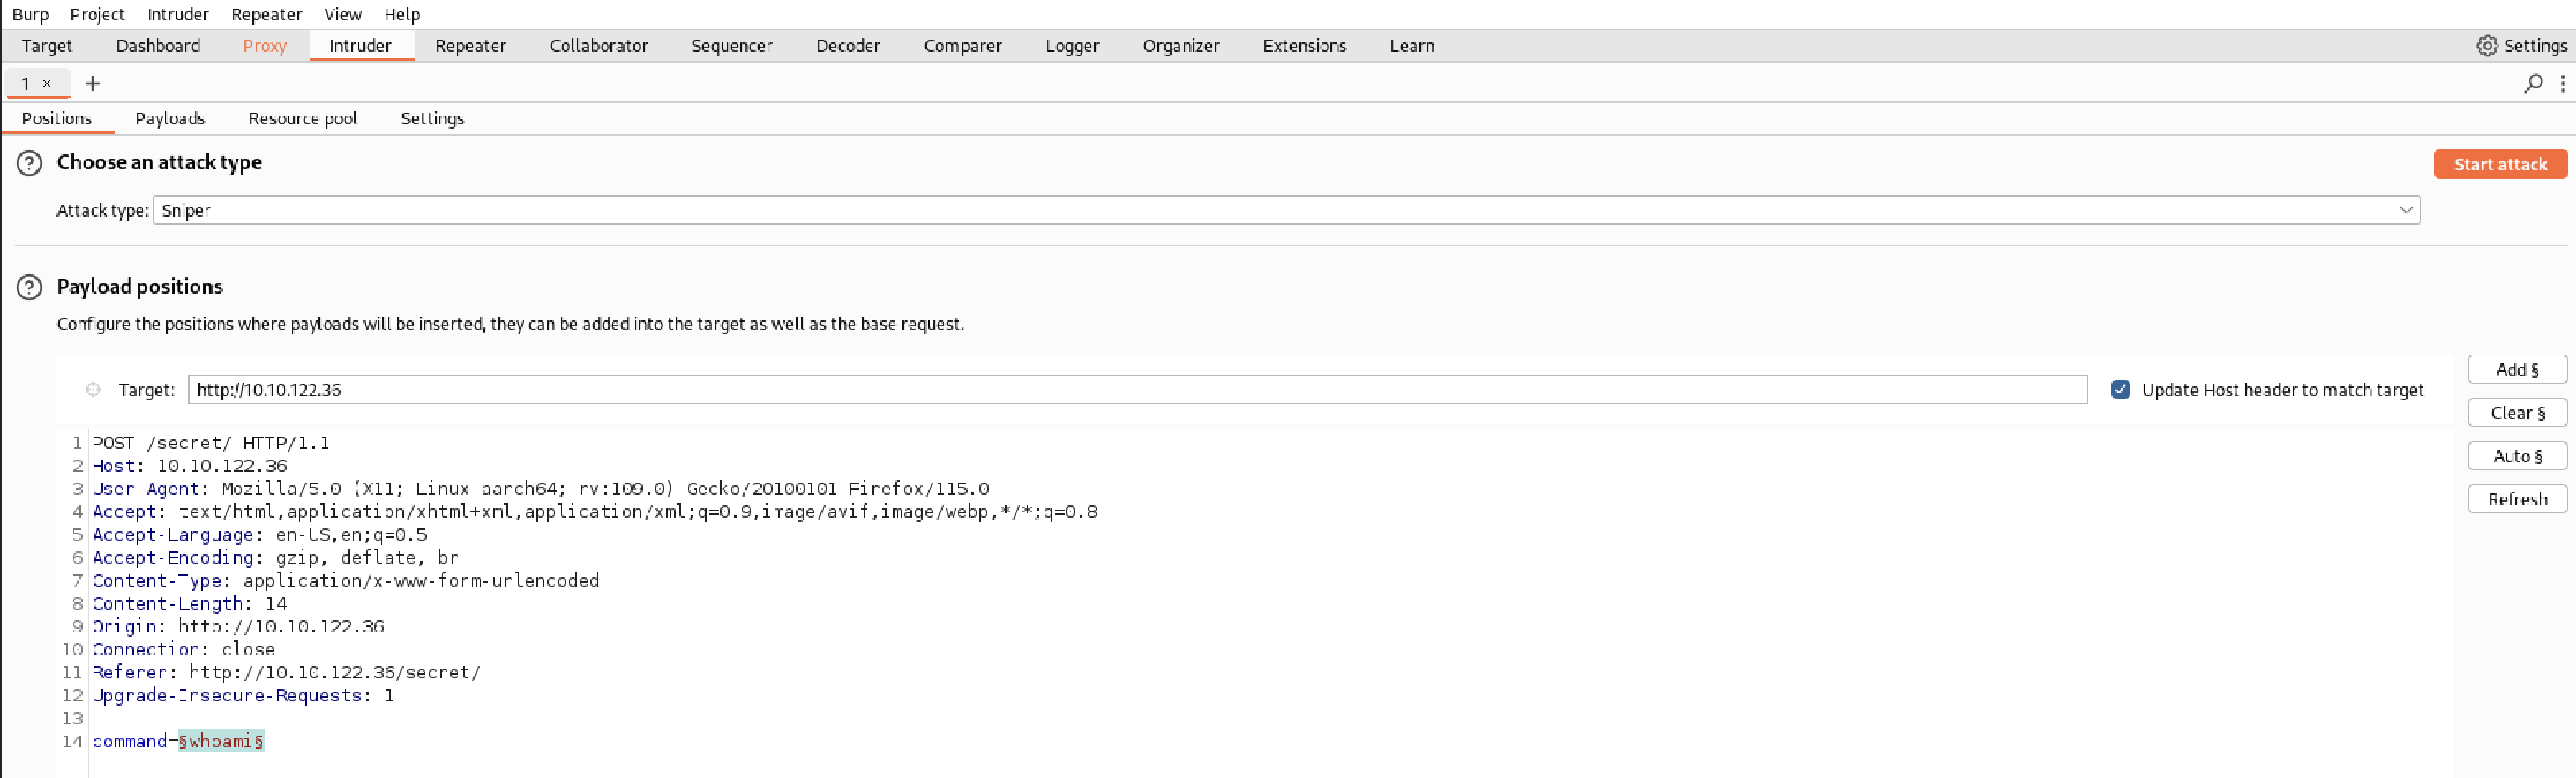 Burp Project Intruder Repeater View Help
Target Dashboard Proxy Intruder Repeater Collaborator Sequencer Decoder Comparer Logger Organizer Extensions Learn Settings
1 × +
Positions Payloads Resource pool Settings
? Choose an attack type
Start attack
Attack type: Sniper
? Payload positions
Configure the positions where payloads will be inserted, they can be added into the target as well as the base request.
Target: http://10.10.122.36 Update Host header to match target
Add §
Clear §
Auto §
Refresh
1 POST /secret/ HTTP/1.1
2 Host: 10.10.122.36
3 User-Agent: Mozilla/5.0 (X11; Linux aarch64; rv:109.0) Gecko/20100101 Firefox/115.0
4 Accept: text/html,application/xhtml+xml,application/xml;q=0.9,image/avif,image/webp,*/*;q=0.8
5 Accept-Language: en-US,en;q=0.5
6 Accept-Encoding: gzip, deflate, br
7 Content-Type: application/x-www-form-urlencoded
8 Content-Length: 14
9 Origin: http://10.10.122.36
10 Connection: close
11 Referer: http://10.10.122.36/secret/
12 Upgrade-Insecure-Requests: 1
13
14 command=§whoami§